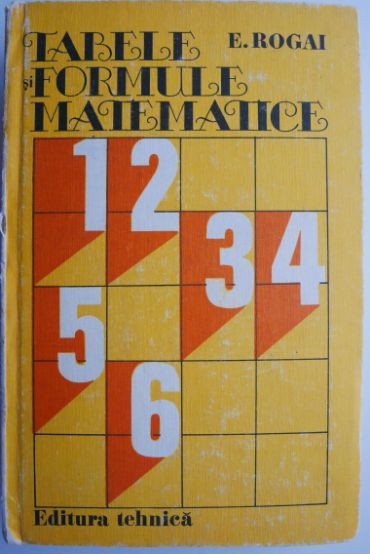 TABELE E. ROGAI
și FORMULE
MATEMATICE
1 2
3 4
5
6
Editura tehnică